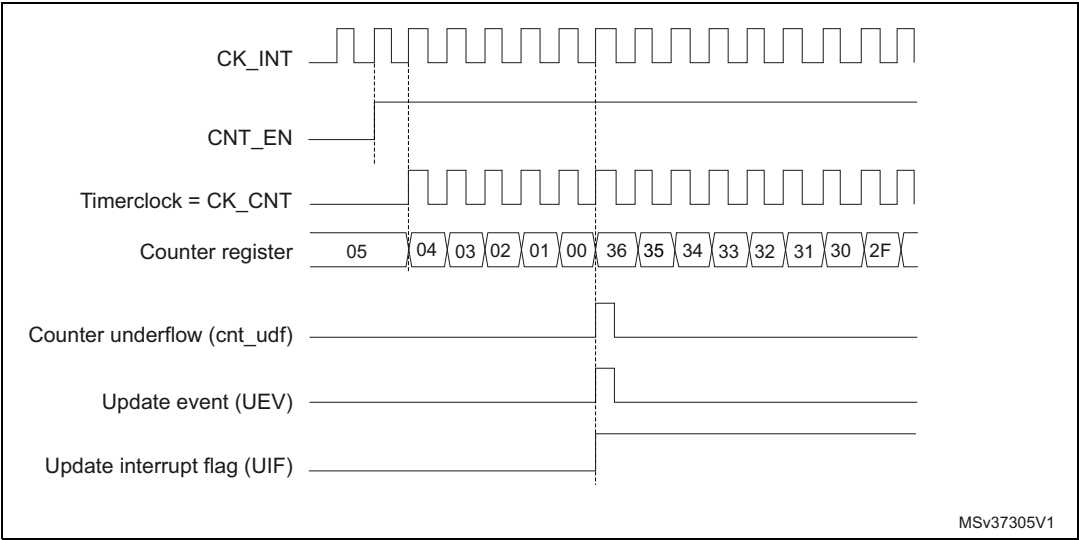 CK_INT
CNT_EN
Timerclock = CK_CNT
Counter register 05 04 03 02 01 00 36 35 34 33 32 31 30 2F
Counter underflow (cnt_udf)
Update event (UEV)
Update interrupt flag (UIF)
MSv37305V1